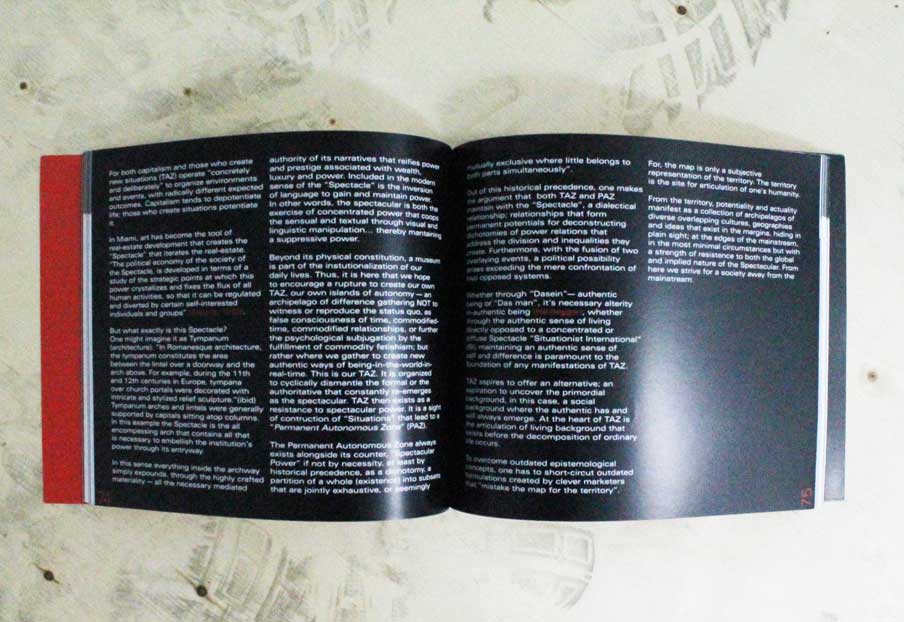 For both capitalism and those who create
new situations (TAZ) operate "concretely
and deliberately" to organize environments
and events, with radically different expected
outcomes. Capitalism tends to depotentiate
life; those who create situations potentiate
it.
In Miami, art has become the tool of
real-estate development that creates the
"Spectacle" that iterates the real-estate.
"The political economy of the society of
the Spectacle, is developed in terms of a
study of the strategic points at which this
power crystallizes and fixes the flux of all
human activities, so that it can be regulated
and diverted by certain self-interested
individuals and groups"
But what exactly is this Spectacle?
One might imagine it as Tympanum
(architecture): "In Romanesque architecture,
the tympanum constitutes the area
between the lintel over a doorway and the
arch above. For example, during the 11th
and 12th centuries in Europe, tympana
over church portals were decorated with
intricate and stylized relief sculpture."(ibid)
Tympanum arches and lintels were generally
supported by capitals sitting atop columns.
In this example the Spectacle is the all
encompassing arch that contains all that
is necessary to embellish the institution's
power through its entryway.
In this sense everything inside the archway
simply expounds, through the highly crafted
materiality — all the necessary mediated
authority of its narratives that reifies power
and prestige associated with wealth,
luxury and power. Included in the modern
sense of the "Spectacle" is the inversion
of language to gain and maintain power.
In other words, the spectacular is both the
exercise of concentrated power that coops
the sensual and textual through visual and
linguistic manipulation... thereby mentaining
a suppressive power.
Beyond its physical constitution, a museum
is part of the instutionalization of our
daily lives. Thus, it is here that we hope
to encourage a rupture to create our own
TAZ, our own islands of autonomy — an
archipelago of difference gathering NOT to
witness or reproduce the status quo, as
false consciousness of time, commodified-
time, commodified relationships, or further
the psychological subjugation by the
fulfillment of commodity fetishism; but
rather where we gather to create new
authentic ways of being-in-the-world-in-
real-time. This is our TAZ. It is organized
to cyclically dismantle the formal or the
authoritative that constantly re-emerges
as the spectacular. TAZ then exists as a
resistance to spectacular power. It is a sight
of contruction of "Situations" that lead to a
"Permanent Autonomous Zone" (PAZ).
The Permanent Autonomous Zone always
exists alongside its counter, "Spectacular
Power" if not by necessity, at least by
historical precedence, as a dichotomy, a
partition of a whole (existence) into subsets
that are jointly exhaustive, or seemingly
mutually exclusive where little belongs to
both parts simultaneously".
Out of this historical precedence, one makes
the argument that both TAZ and PAZ
maintain with the "Spectacle", a dialectical
relationship; relationships that form
permanent potentials for deconstructing
dichotomies of power relations that
address the division and inequalities they
create. Furthermore, with the fusion of two
overlaying events, a political possibility
arises exceeding the mere confrontation of
two opposed systems.
Whether through "Dasein"— authentic
being or "Das man", it's necessary alterity
in-authentic being , whether
through the authentic sense of living
directly opposed to a concentrated or
diffuse Spectacle "Situationist International"
maintaining an authentic sense of
self and difference is paramount to the
foundation of any manifestations of TAZ.
TAZ aspires to offer an alternative; an
aspiration to uncover the primordial
background, in this case, a social
background where the authentic has and
will always emerge. At the heart of TAZ is
the articulation of living background that
exists before the decomposition of ordinary
life occurs.
To overcome outdated epistemological
concepts, one has to short-circut outdated
formulations created by clever marketers
that "mistake the map for the territory".
For, the map is only a subjective
representation of the territory. The territory
is the site for articulation of one's humanity.
From the territory, potentiality and actuality
manifest as a collection of archipelagos of
diverse overlapping cultures, geographies
and ideas that exist in the margins, hiding in
plain sight; at the edges of the mainstream,
in the most minimal circumstances but with
a strength of resistance to both the global
and implied nature of the Spectacular. From
here we strive for a society away from the
mainstream.
75